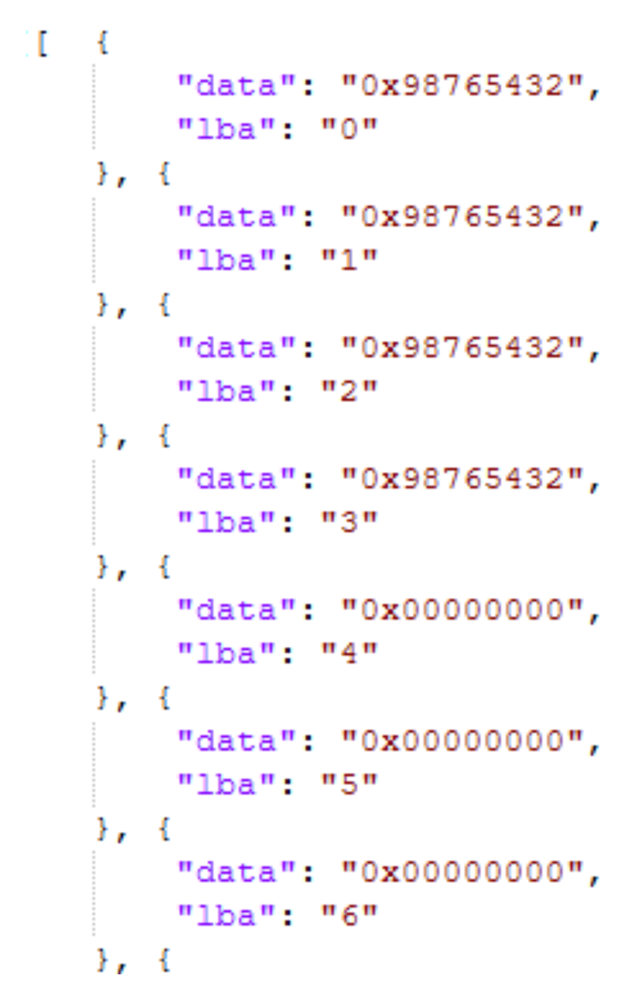 [ {
"data": "0x98765432",
"lba": "0"
}, {
"data": "0x98765432",
"lba": "1"
}, {
"data": "0x98765432",
"lba": "2"
}, {
"data": "0x98765432",
"lba": "3"
}, {
"data": "0x00000000",
"lba": "4"
}, {
"data": "0x00000000",
"lba": "5"
}, {
"data": "0x00000000",
"lba": "6"
}, {